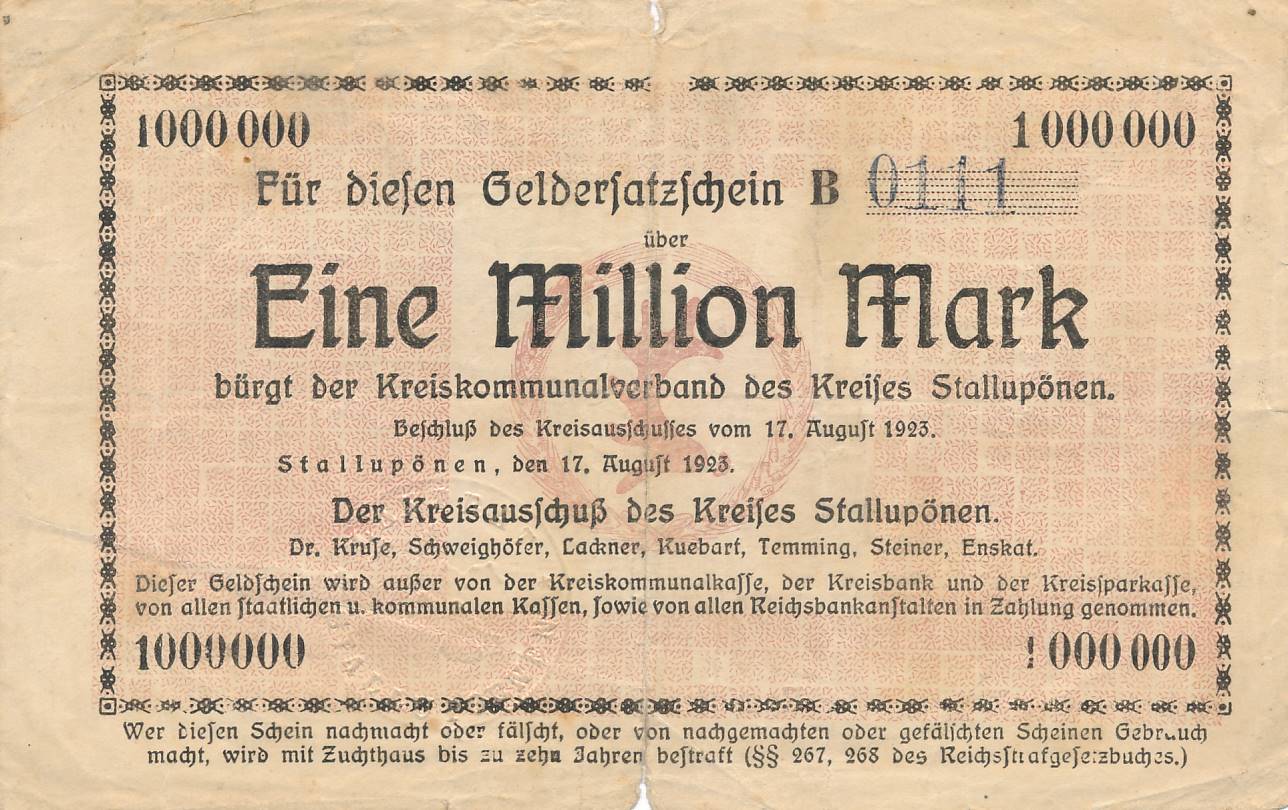 1000 000 1 000 000
Für diesen Geldersatzschein B 0111
über
Eine Million Mark
bürgt der Kreiskommunalverband des Kreises Stallupönen.
Beschluß des Kreisausschusses vom 17. August 1923.
Stallupönen, den 17. August 1923.
Der Kreisausschuß des Kreises Stallupönen.
Dr. Kruse, Schweighöfer, Lackner, Kuebart, Temming, Steiner, Enskat.
Dieser Geldschein wird außer von der Kreiskommunalkasse, der Kreisbank und der Kreissparkasse,
von allen staatlichen u. kommunalen Kassen, sowie von allen Reichsbankanstalten in Zahlung genommen.
1000000 1 000 000
Wer diesen Schein nachmacht oder fälscht, oder von nachgemachten oder gefälschten Scheinen Gebrauch
macht, wird mit Zuchthaus bis zu zehn Jahren bestraft (§§ 267, 268 des Reichsstrafgesetzbuches.)